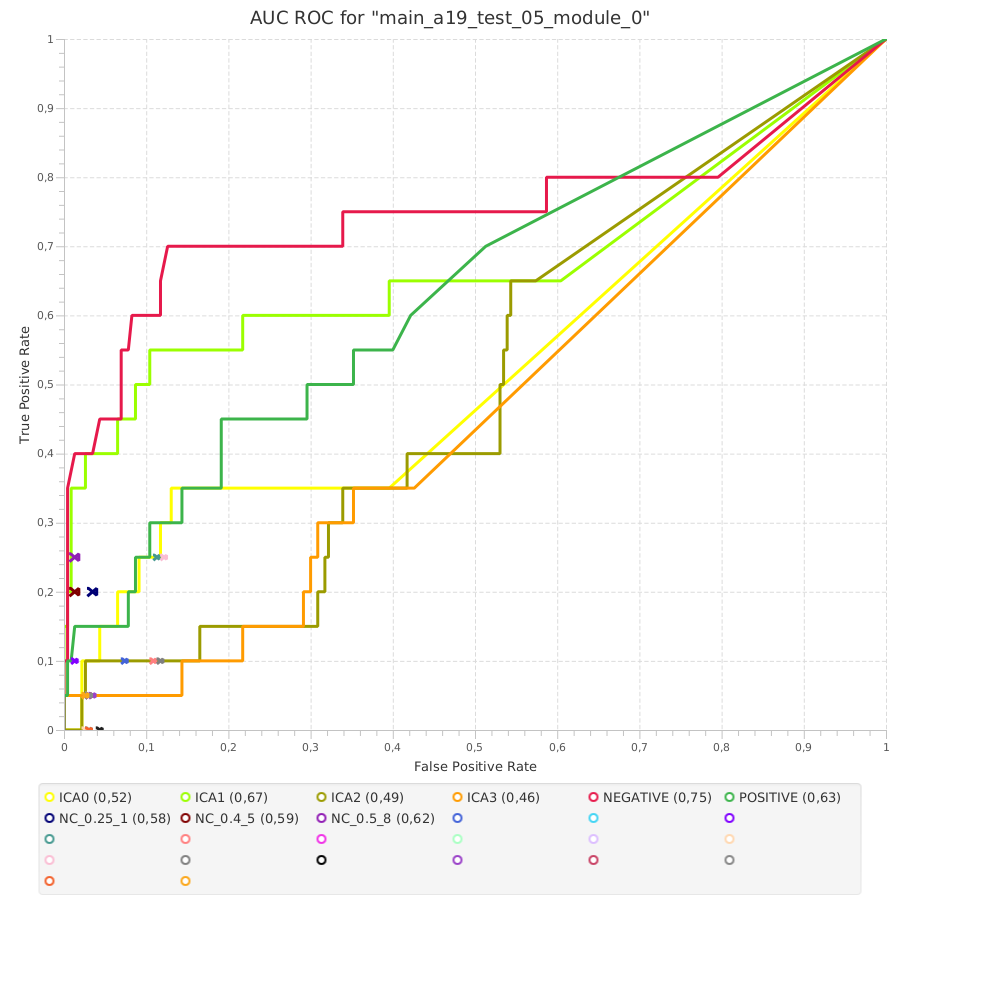 AUC ROC for "main_a19_test_05_module_0"
1
0,9
0,8
0,7
0,6
0,5
0,4
0,3
0,2
0,1
0
True Positive Rate
0 0,1 0,2 0,3 0,4 0,5 0,6 0,7 0,8 0,9 1
False Positive Rate
ICA0 (0,52) ICA1 (0,67) ICA2 (0,49) ICA3 (0,46) NEGATIVE (0,75) POSITIVE (0,63)
NC_0.25_1 (0,58) NC_0.4_5 (0,59) NC_0.5_8 (0,62)